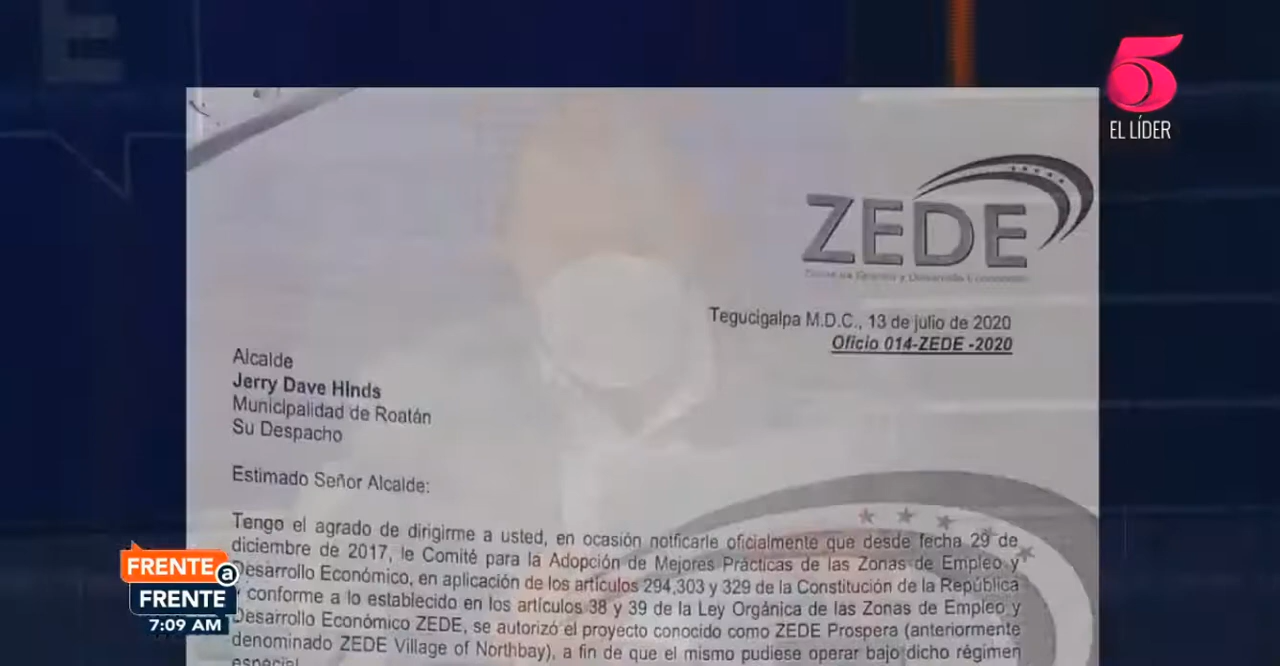 5
EL LÍDER
ZEDE
Tegucigalpa M.D.C., 13 de julio de 2020
Oficio 014-ZEDE -2020
Alcalde
Jerry Dave Hinds
Municipalidad de Roatán
Su Despacho
Estimado Señor Alcalde:
Tengo el agrado de dirigirme a usted, en ocasión notficarle oficialmente que desde fecha 29 de
diciembre de 2017, le Comité para la Adopción de Mejores Prácticas de las Zonas de Empleo y
Desarrollo Económico, en aplicación de los artículos 294,303 y 329 de la Constitución de la República
y conforme a lo establecido en los artículos 38 y 39 de la Ley Orgánica de las Zonas de Empleo y
Desarrollo Económico ZEDE, se autorizó el proyecto conocido como ZEDE Prospera (anteriormente
denominado ZEDE Village of Northbay), a fin de que el mismo pudiese operar bajo dicho régimen
especial
FRENTE a
FRENTE
7:09 AM